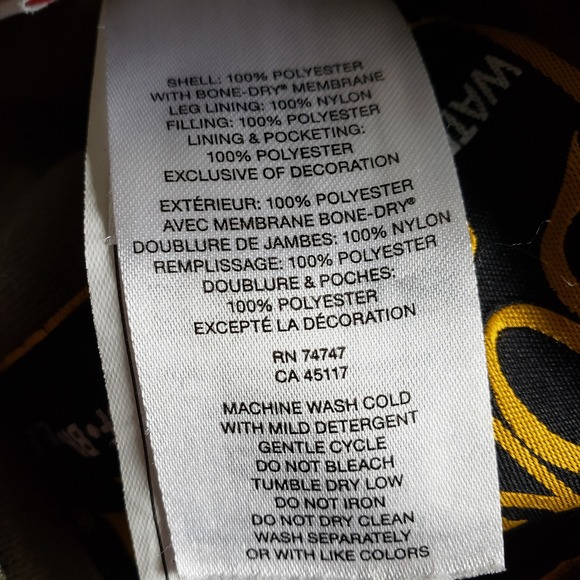 SHELL: 100% POLYESTER
WITH BONE-DRY® MEMBRANE
LEG LINING: 100% NYLON
FILLING: 100% POLYESTER
LINING & POCKETING:
100% POLYESTER
EXCLUSIVE OF DECORATION
EXTÉRIEUR: 100% POLYESTER
AVEC MEMBRANE BONE-DRY®
DOUBLURE DE JAMBES: 100% NYLON
REMPLISSAGE: 100% POLYESTER
DOUBLURE & POCHES:
100% POLYESTER
EXCEPTÉ LA DÉCORATION
RN 74747
CA 45117
MACHINE WASH COLD
WITH MILD DETERGENT
GENTLE CYCLE
DO NOT BLEACH
TUMBLE DRY LOW
DO NOT IRON
DO NOT DRY CLEAN
WASH SEPARATELY
OR WITH LIKE COLORS